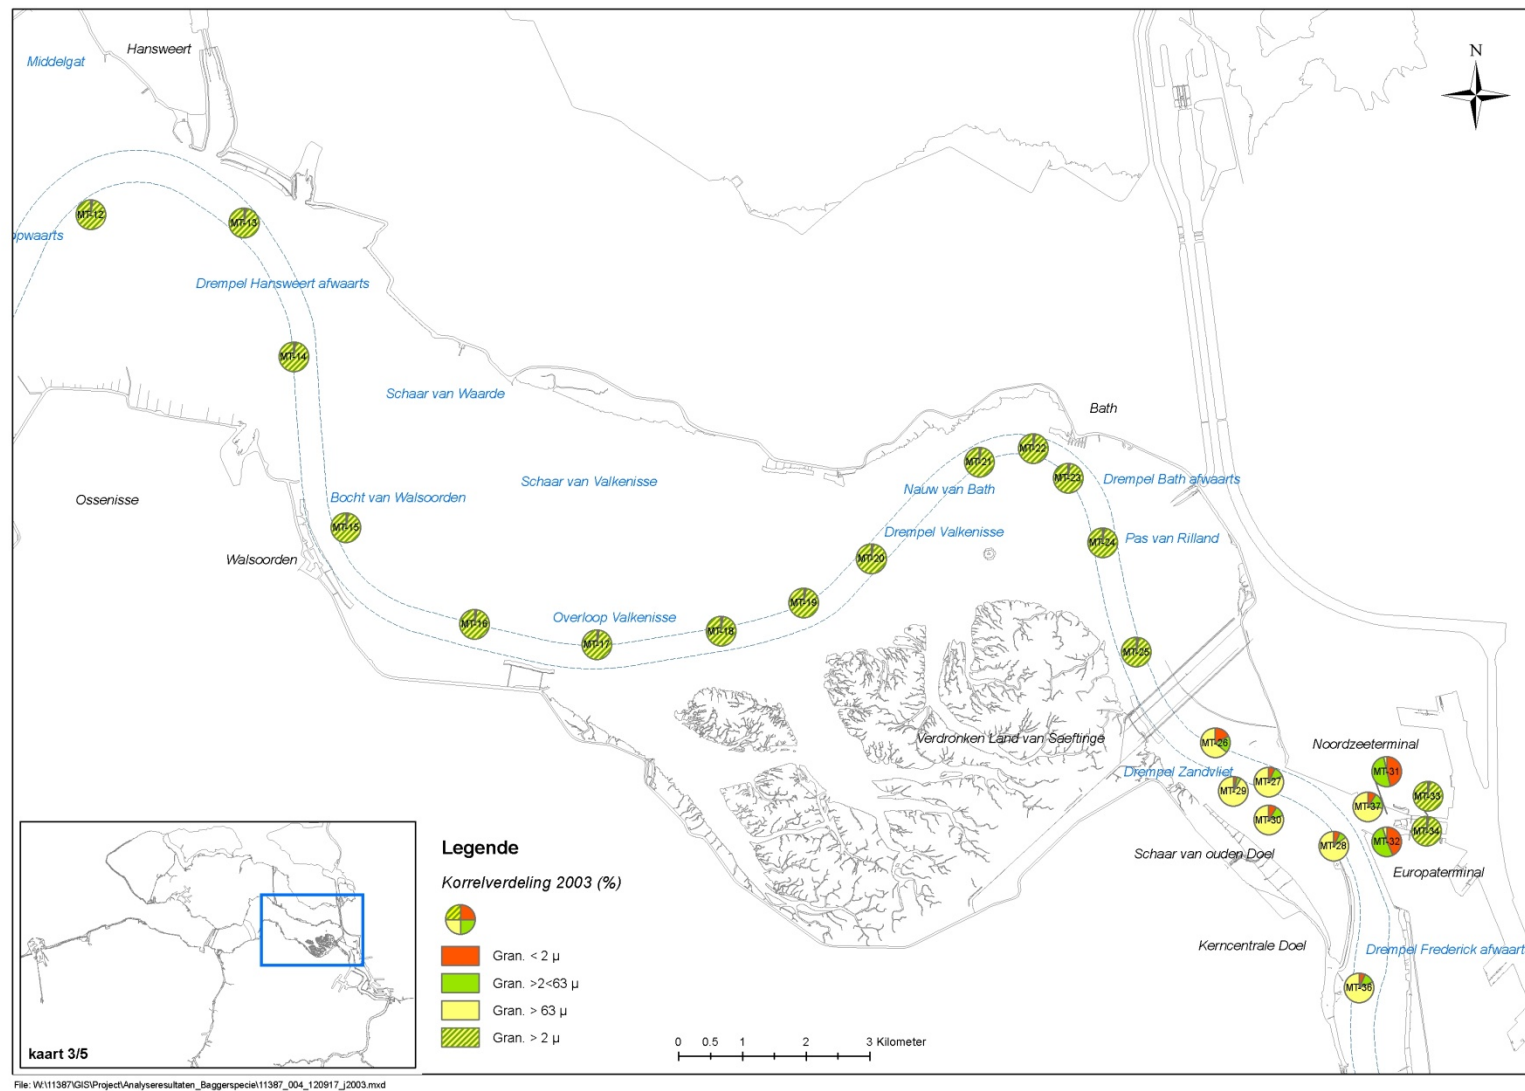 Middelgat
Hansweert
N
MT-12
MT-13
opwaarts
Drempel Hansweert afwaarts
MT-14
Schaar van Waarde
Bath
MT-22
MT-21
MT-23
Drempel Bath afwaarts
Schaar van Valkenisse
Nauw van Bath
Ossenisse
Bocht van Walsoorden
MT-15
Drempel Valkenisse
MT-24
Pas van Rilland
Walsoorden
MT-20
MT-19
Overloop Valkenisse
MT-16
MT-18
MT-17
MT-25
Verdronken Land van Saeftinge
MT-26
Noordzeeterminal
Drempel Zandvliet
MT-31
MT-27
MT-29
MT-33
MT-37
MT-30
MT-34
MT-28
MT-32
Schaar van ouden Doel
Europaterminal
Kerncentrale Doel
Drempel Frederick afwaarts
MT-36
Legende
Korrelverdeling 2003 (%)
Gran. < 2 µ
Gran. >2<63 µ
Gran. > 63 µ
Gran. > 2 µ
0 0.5 1 2 3 Kilometer
kaart 3/5
File: W:\11387\GIS\Project\Analyseresultaten_Baggerspecie\11387_004_120917_j2003.mxd